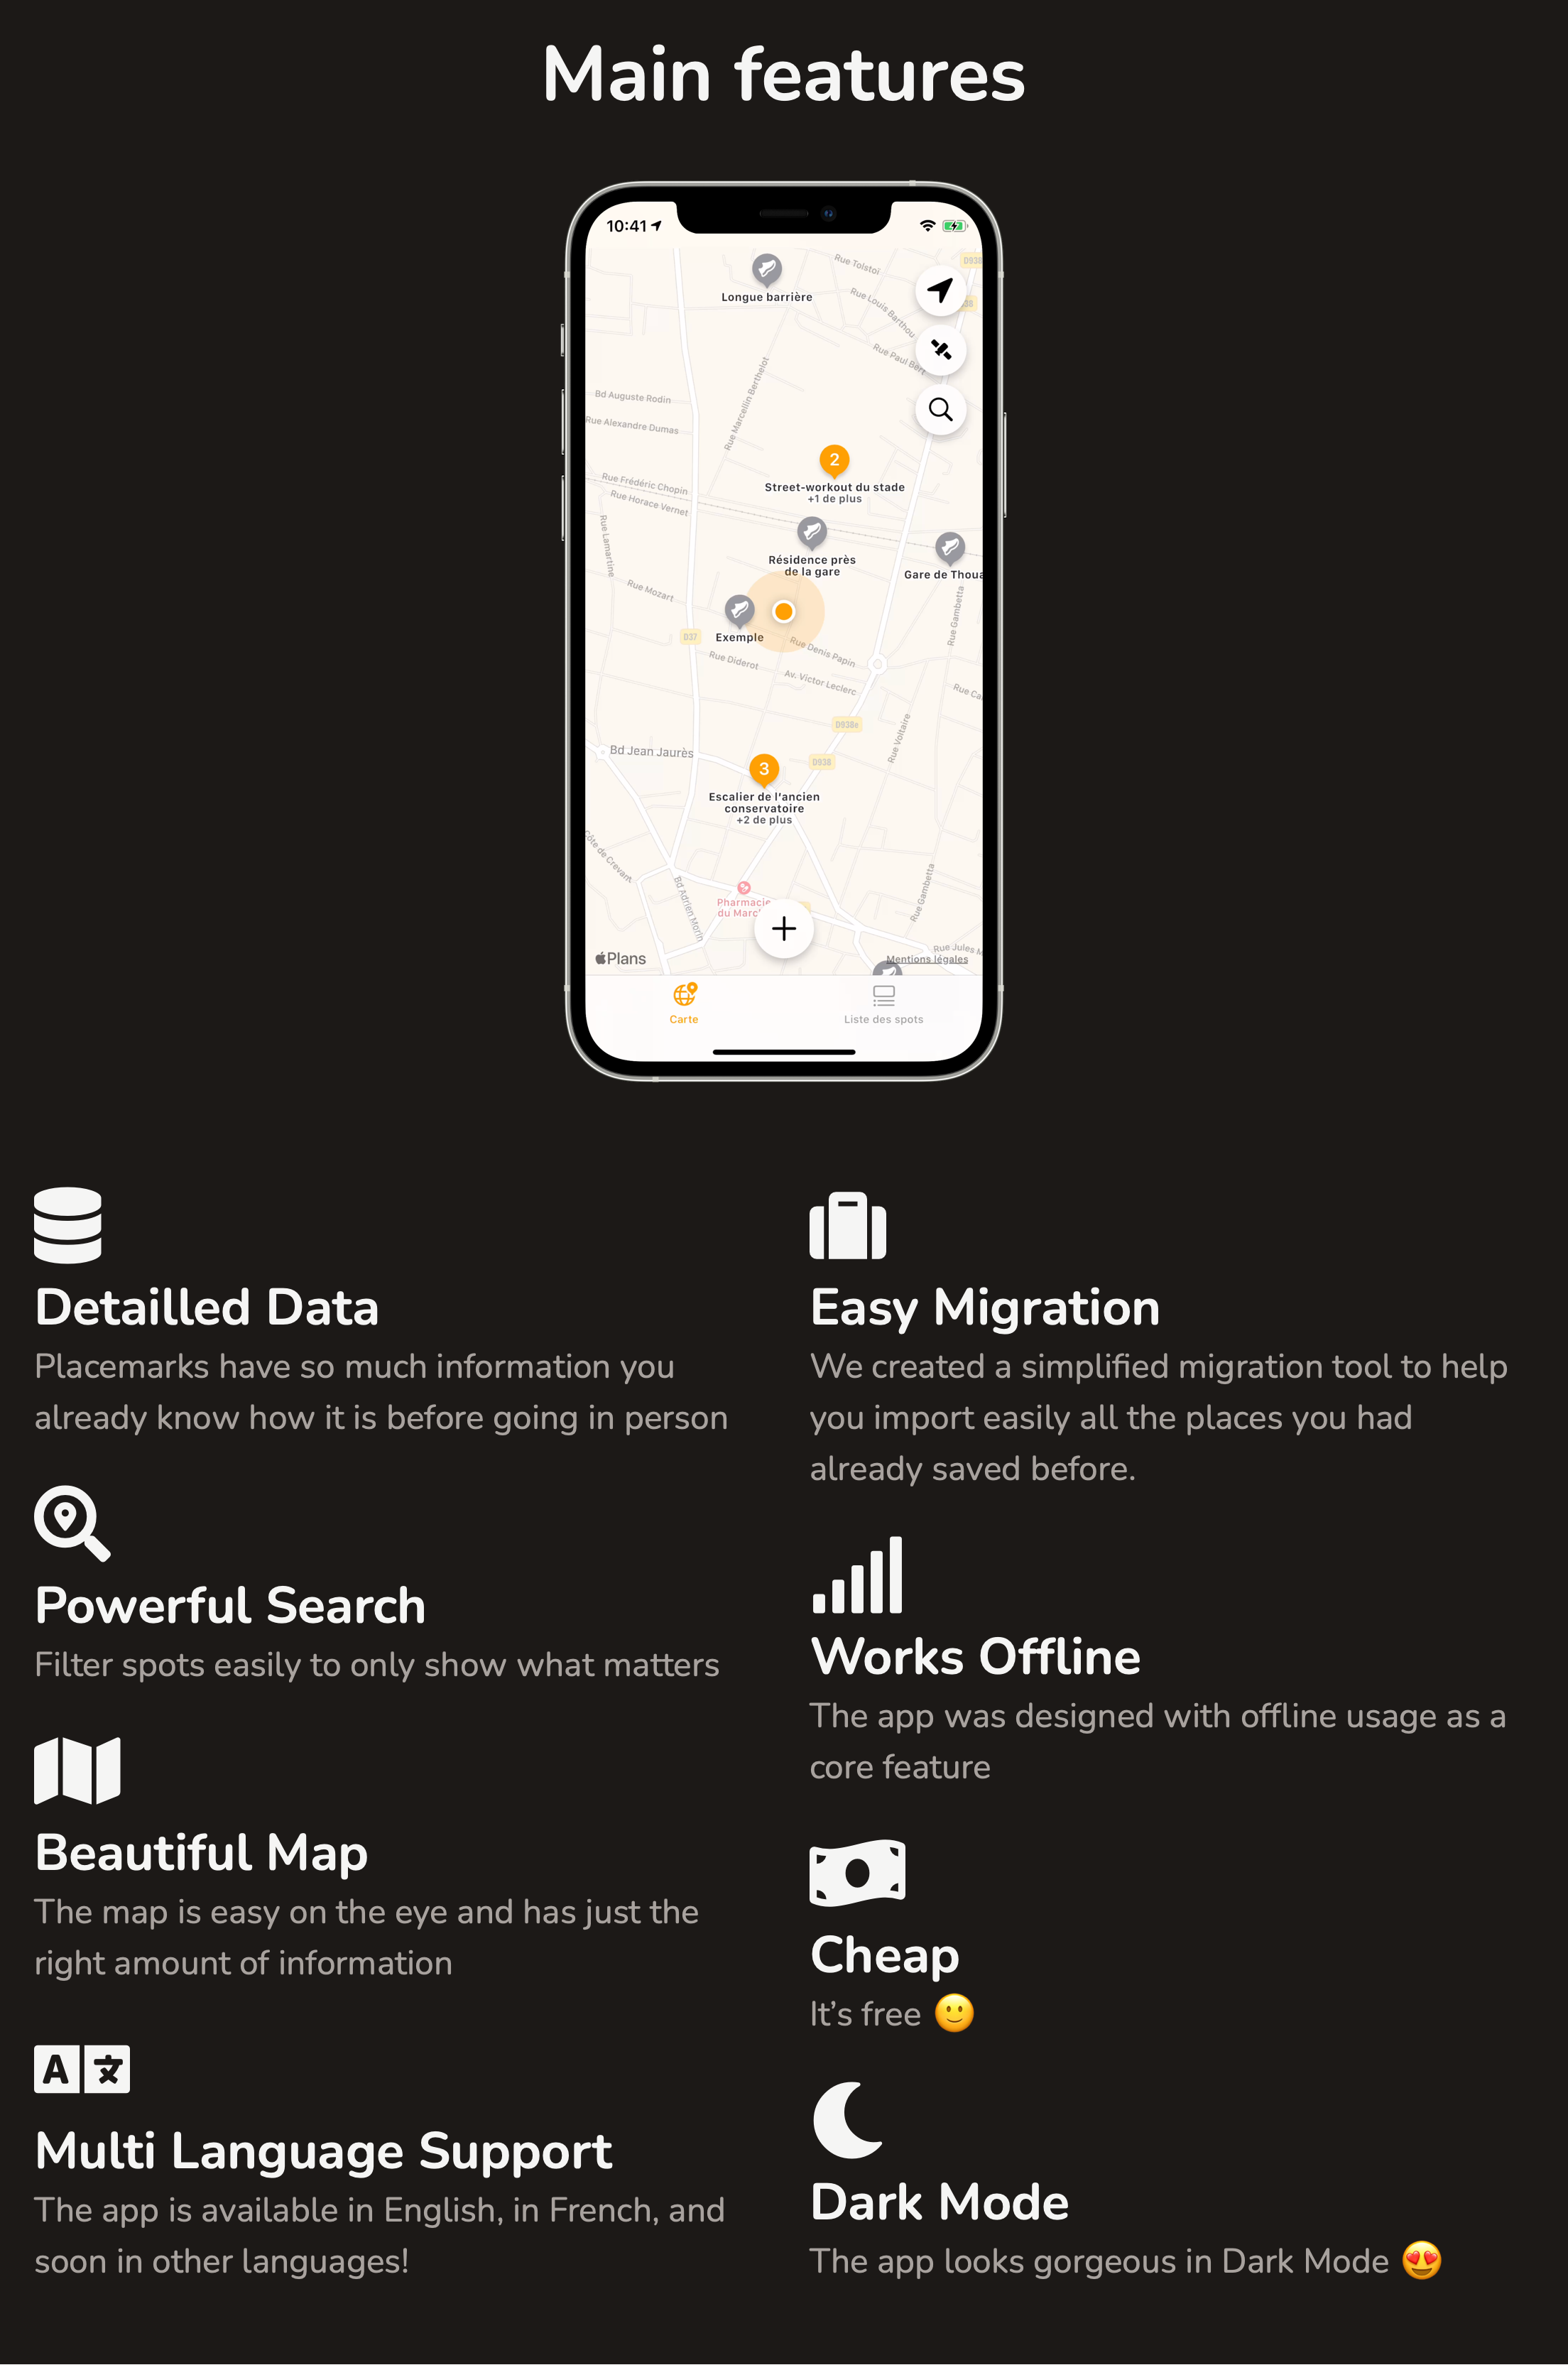 Main features
10:41
Rue Tolstoï
D938
Longue barrière
Rue Louis Barthou
38
Rue Paul Bert
Rue Marcellin Berthelot
Bd Auguste Rodin
Rue Alexandre Dumas
2
Street-workout du stade
+1 de plus
Rue Frédéric Chopin
Rue Horace Vernet
Rue Lamartine
Résidence près
de la gare
Gare de Thoua
Rue Mozart
Rue Gambetta
Exemple
D37
Rue Denis Papin
Rue Diderot
Av. Victor Leclerc
Rue Ca
D938e
Rue Voltaire
Bd Jean Jaurès
D938
3
Escalier de l'ancien
conservatoire
+2 de plus
Côte de Crevant
Bd Adrien Morin
Rue Gambetta
Pharmacie
du Marc
Rue Jules M
Plans
Mentions légales
Carte
Liste des spots
Detailled Data
Placemarks have so much information you
already know how it is before going in person
Powerful Search
Filter spots easily to only show what matters
Beautiful Map
The map is easy on the eye and has just the
right amount of information
A文
Multi Language Support
The app is available in English, in French, and
soon in other languages!
Easy Migration
We created a simplified migration tool to help
you import easily all the places you had
already saved before.
Works Offline
The app was designed with offline usage as a
core feature
Cheap
It's free 🙂
Dark Mode
The app looks gorgeous in Dark Mode 😍